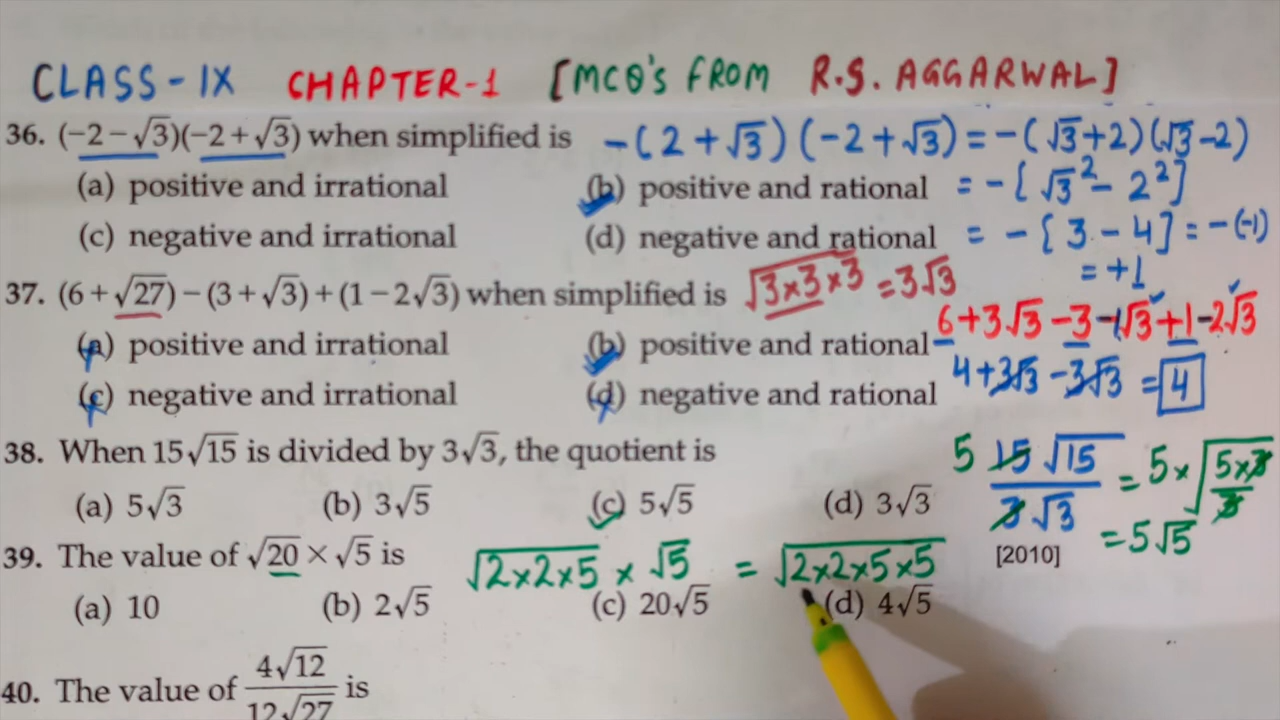 CLASS-IX CHAPTER-1 [MCQ'S FROM R.S. AGGARWAL]
36. (−2−√3)(−2+√3) when simplified is
−(2+√3)(−2+√3)=−(√3+2)(√3−2)
(a) positive and irrational (b) positive and rational
=−[√3²−2²]
(c) negative and irrational (d) negative and rational
=−[3−4]=−(−1)
=+1
37. (6+√27)−(3+√3)+(1−2√3) when simplified is
√3×3×3=3√3
6+3√3−3−1√3+1−2√3
(a) positive and irrational (b) positive and rational
4+3√3−3√3=4
(c) negative and irrational (d) negative and rational
38. When 15√15 is divided by 3√3, the quotient is
5 15√15/3√3=5×√5×3/3
=5√5
(a) 5√3 (b) 3√5 (c) 5√5 (d) 3√3
39. The value of √20×√5 is [2010]
√2×2×5×√5=√2×2×5×5
(a) 10 (b) 2√5 (c) 20√5 (d) 4√5
40. The value of 4√12/12√27 is